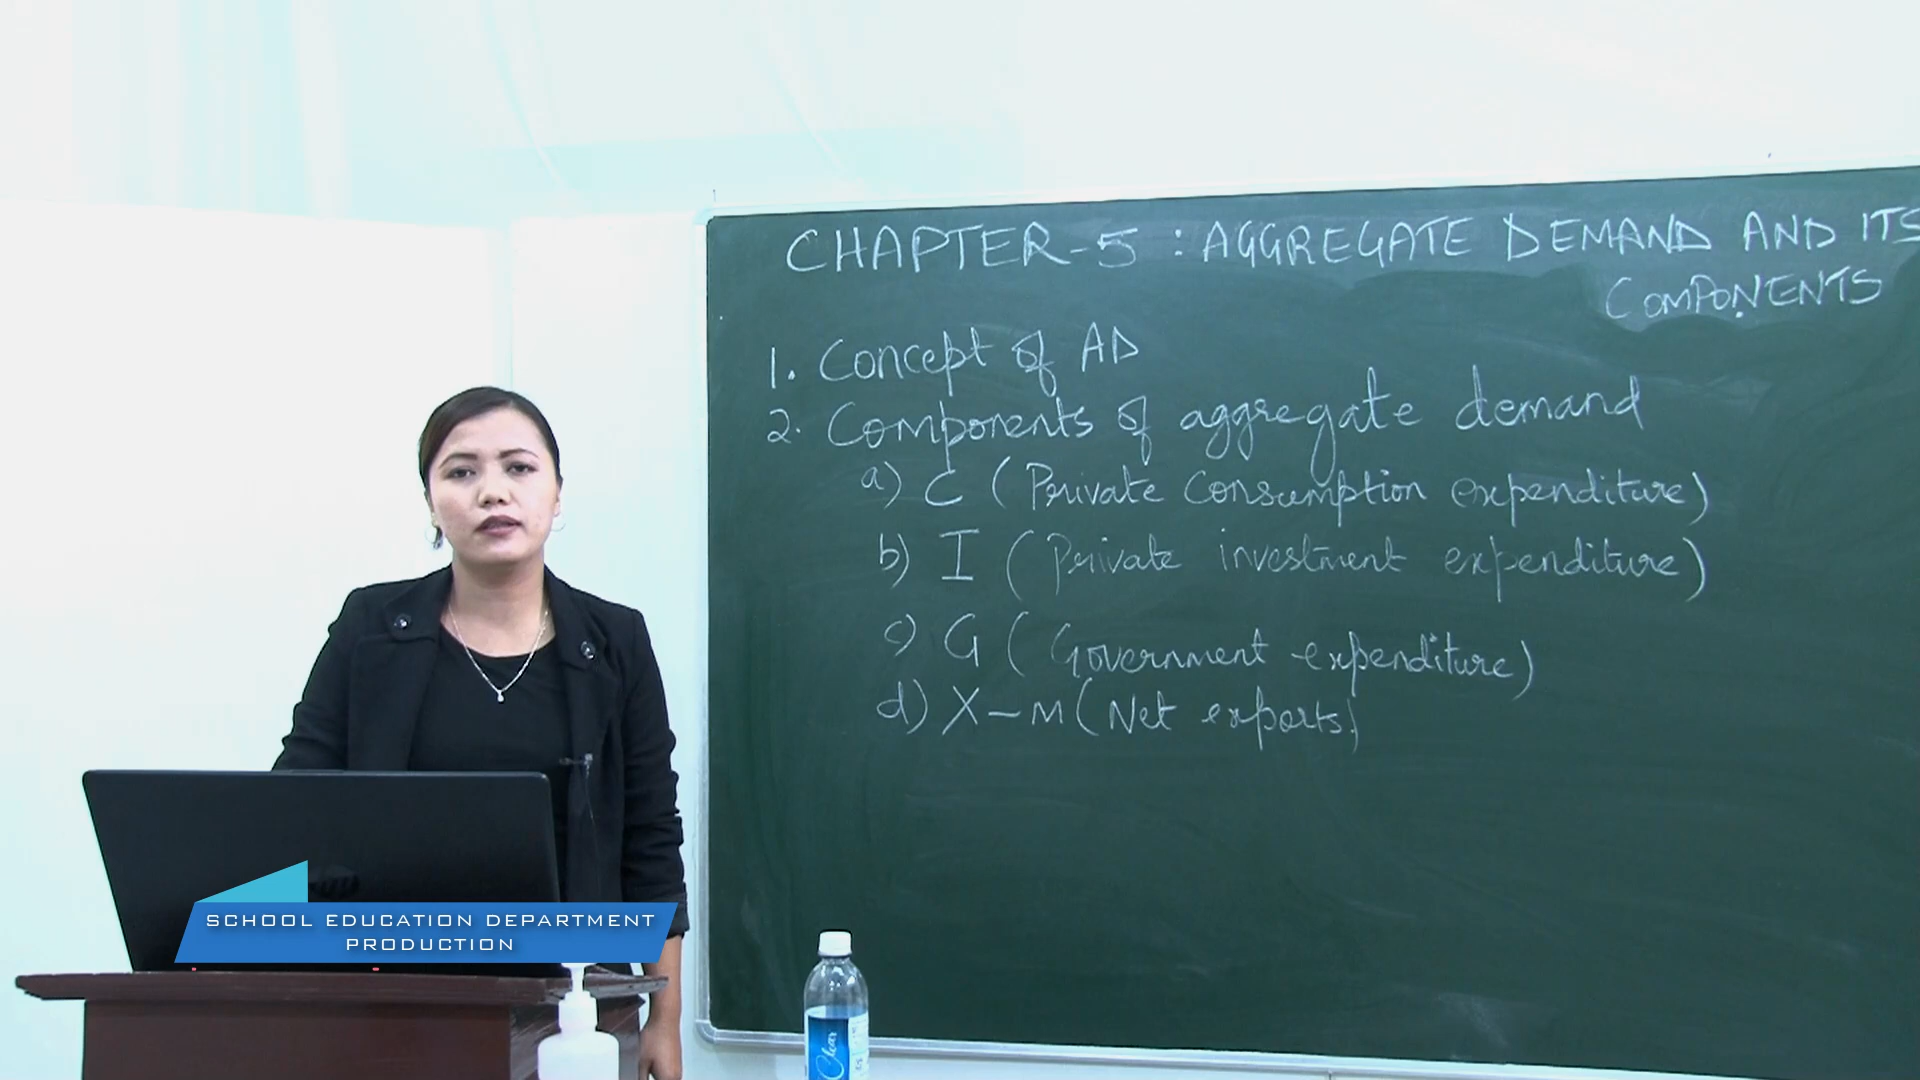 CHAPTER-5 : AGGREGATE DEMAND AND ITS
COMPONENTS
1. Concept of AD
2. Components of aggregate demand
a) C (Private Consumption expenditure)
b) I (Private investment expenditure)
c) G (Government expenditure)
d) X-M (Net exports)
SCHOOL EDUCATION DEPARTMENT
PRODUCTION
Clear